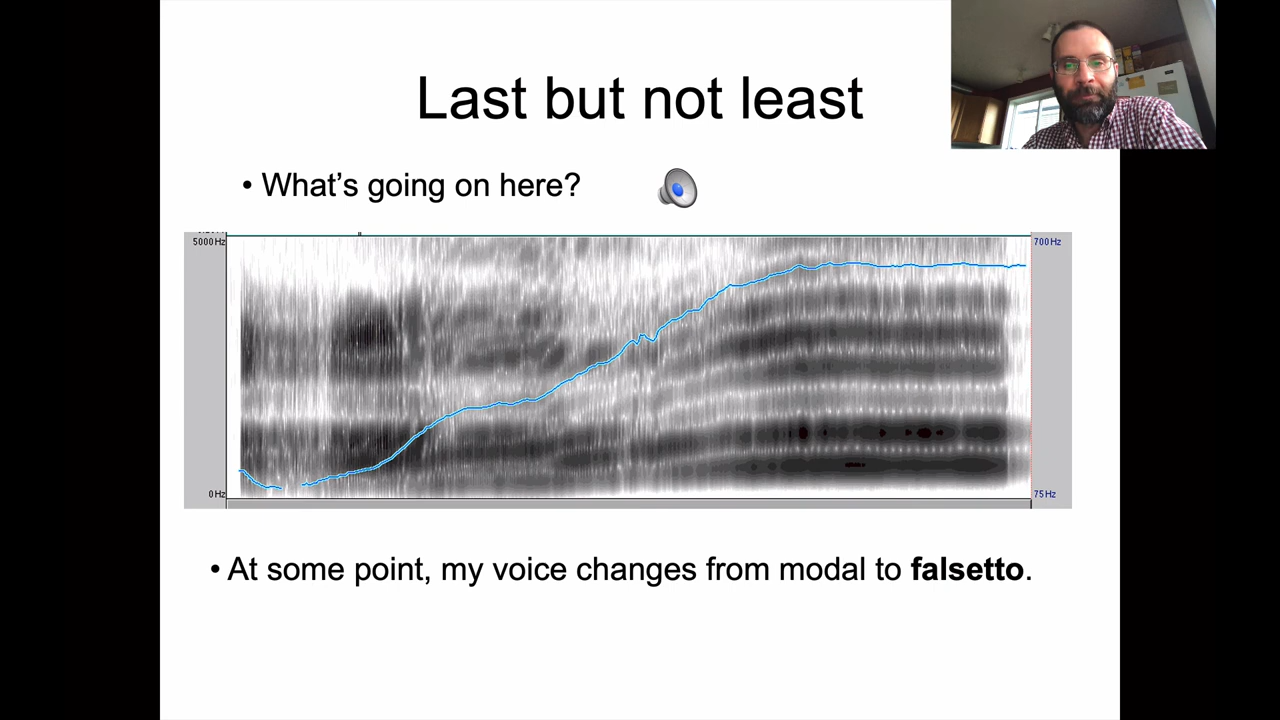 Last but not least
• What’s going on here?
5000Hz
700Hz
0Hz
75Hz
• At some point, my voice changes from modal to falsetto.